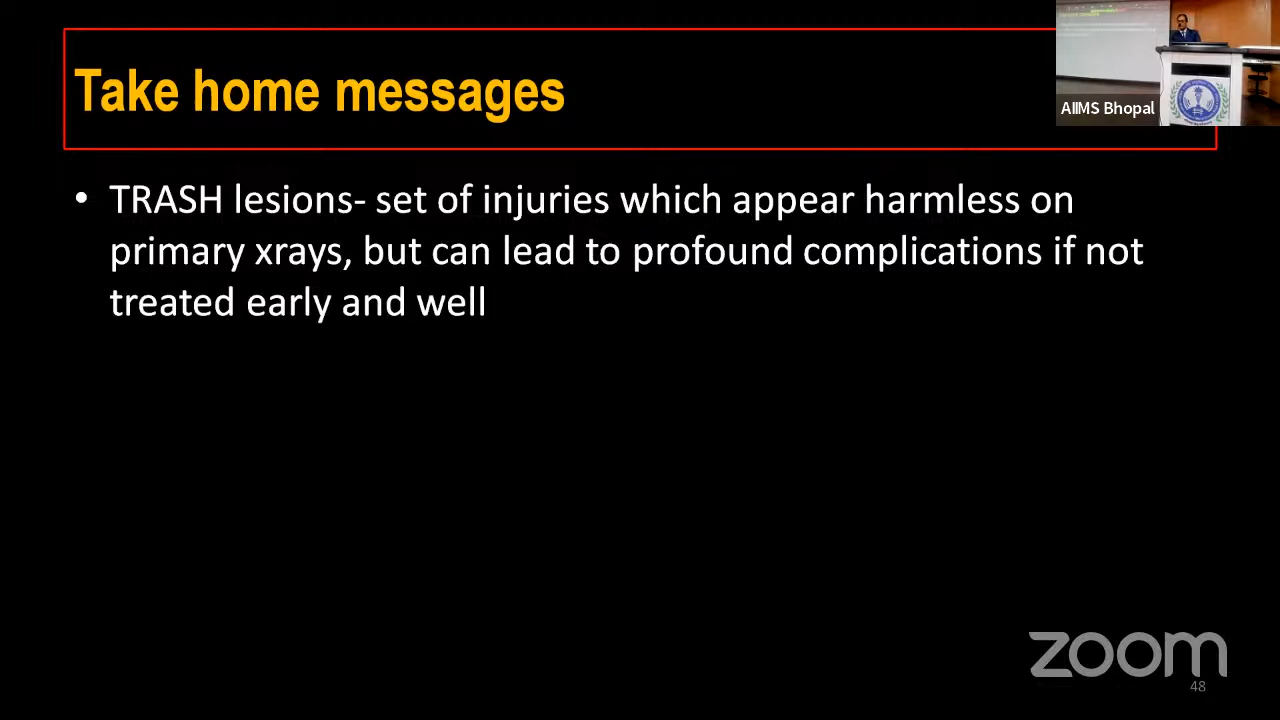 Take home messages
AIIMS Bhopal
• TRASH lesions- set of injuries which appear harmless on
primary xrays, but can lead to profound complications if not
treated early and well
zoom
48